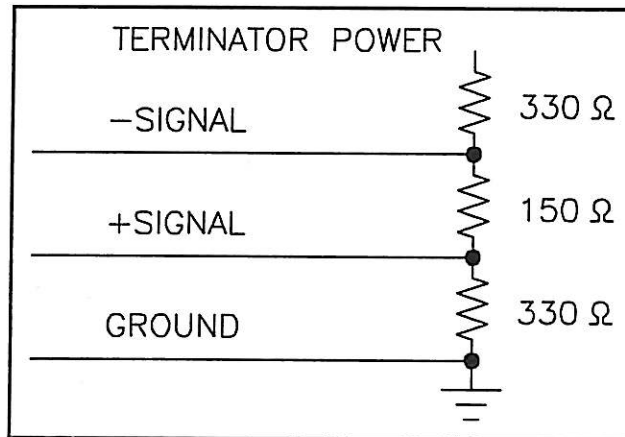 TERMINATOR POWER
330 Ω
−SIGNAL
150 Ω
+SIGNAL
330 Ω
GROUND